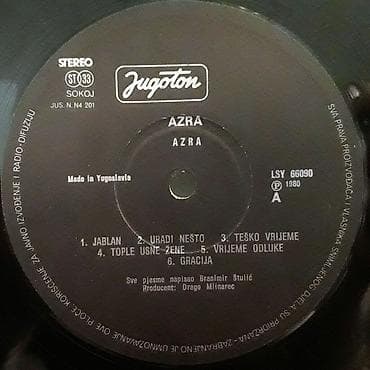 STEREO
ST 33
SOKOJ
JUS. N. N4 201
Jugoton
AZRA
AZRA
Made in Yugoslavia
LSY 66090
Ⓟ 1980
A
1. JABLAN 2. URADI NEŠTO 3. TEŠKO VRIJEME
4. TOPLE USNE ŽENE 5. VRIJEME ODLUKE
6. GRACIJA
Sve pjesme napisao Branimir Štulić
Producent: Drago Mlinarec
SVA PRAVA PROIZVOĐAČA I VLASNIKA SNIMLJENOG DJELA SU PRIDRŽANA - ZABRANJENO JE UMNOŽAVANJE OVE PLOČE, KORIŠĆENJE ZA JAVNO IZVOĐENJE I RADIO-DIFUZIJU